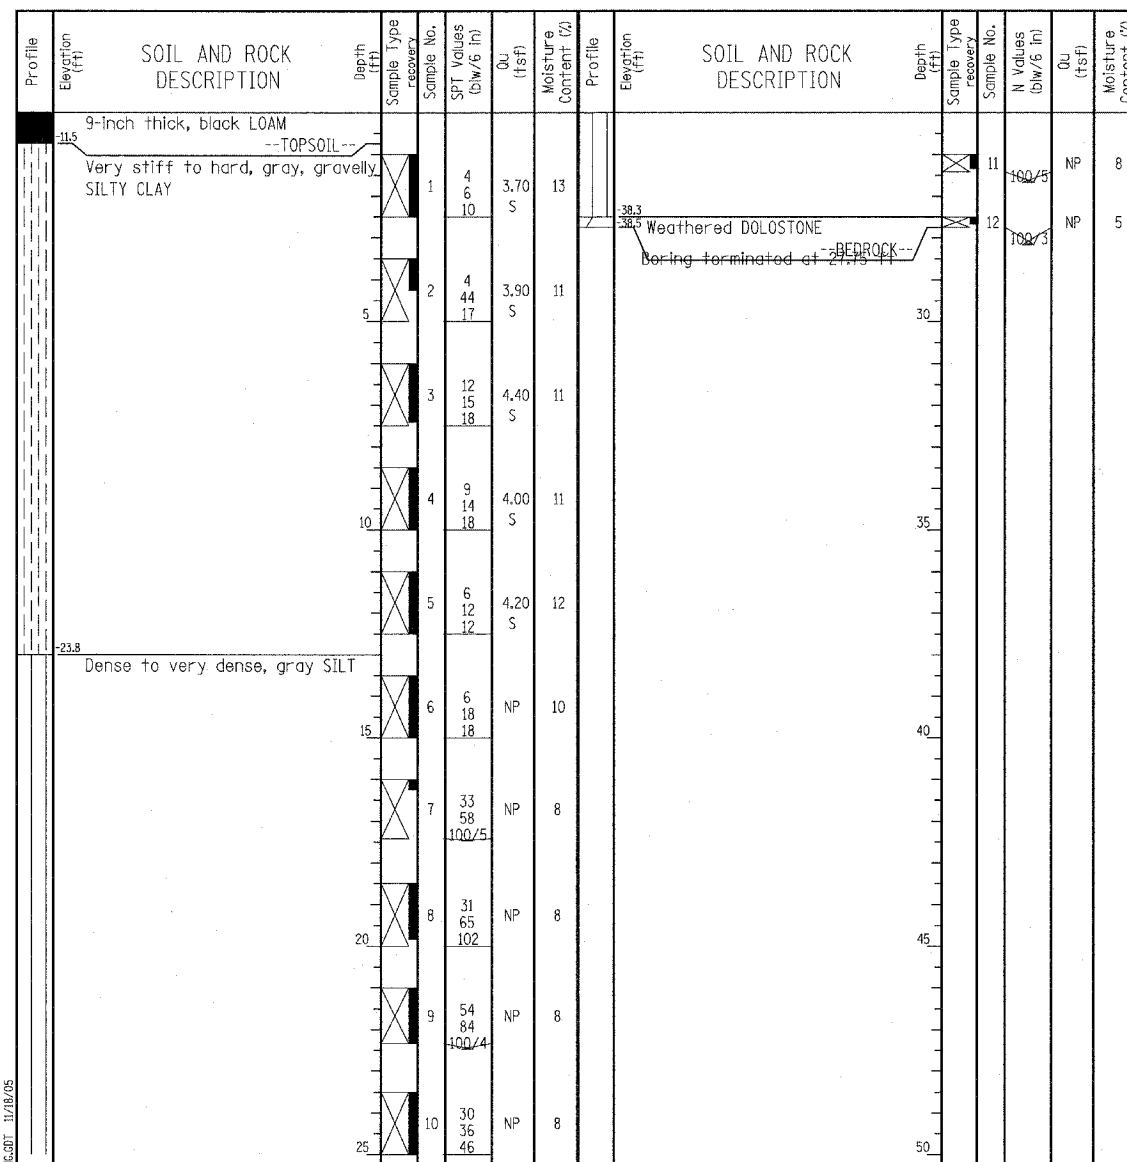 Profile
Elevation (ft)
SOIL AND ROCK
DESCRIPTION
Depth (ft)
Sample Type
recovery
Sample No.
SPT Values (blw/6 in)
Qu (tsf)
Moisture Content (%)
Profile
Elevation (ft)
SOIL AND ROCK
DESCRIPTION
Depth (ft)
Sample Type
recovery
Sample No.
N Values (blw/6 in)
Qu (tsf)
Moisture Content (%)
9-inch thick, black LOAM
-11.5
--TOPSOIL--
Very stiff to hard, gray, gravelly
SILTY CLAY
1
4
6
10
3.70
S
13
2
4
44
17
3.90
S
11
5
3
12
15
18
4.40
S
11
4
9
14
18
4.00
S
11
10
5
6
12
12
4.20
S
12
-23.8
Dense to very dense, gray SILT
6
6
18
18
NP
10
15
7
33
58
100/5
NP
8
8
31
65
102
NP
8
20
9
54
84
100/4
NP
8
10
30
36
46
NP
8
25
11
100/5
NP
8
-38.3
-38.5
Weathered DOLOSTONE
--BEDROCK--
Boring terminated at 27.75 ft
12
100/3
NP
5
30
35
40
45
50
.GDT 11/18/05